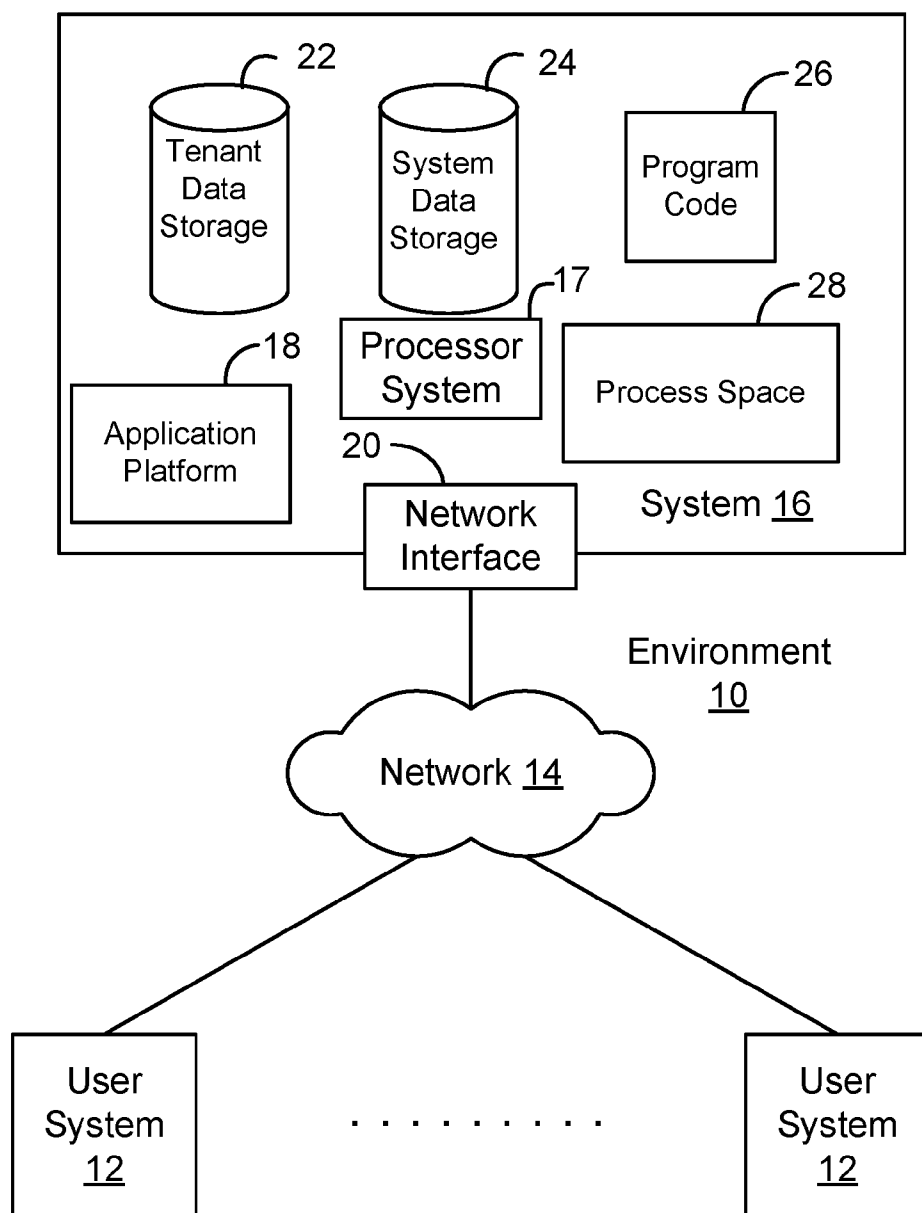 22
24
26
Tenant
Data
Storage
System
Data
Storage
Program
Code
17
28
18
Processor
System
Process Space
Application
Platform
20
System 16
Network
Interface
Environment
10
Network 14
User
System
12
. . . . . . . . .
User
System
12